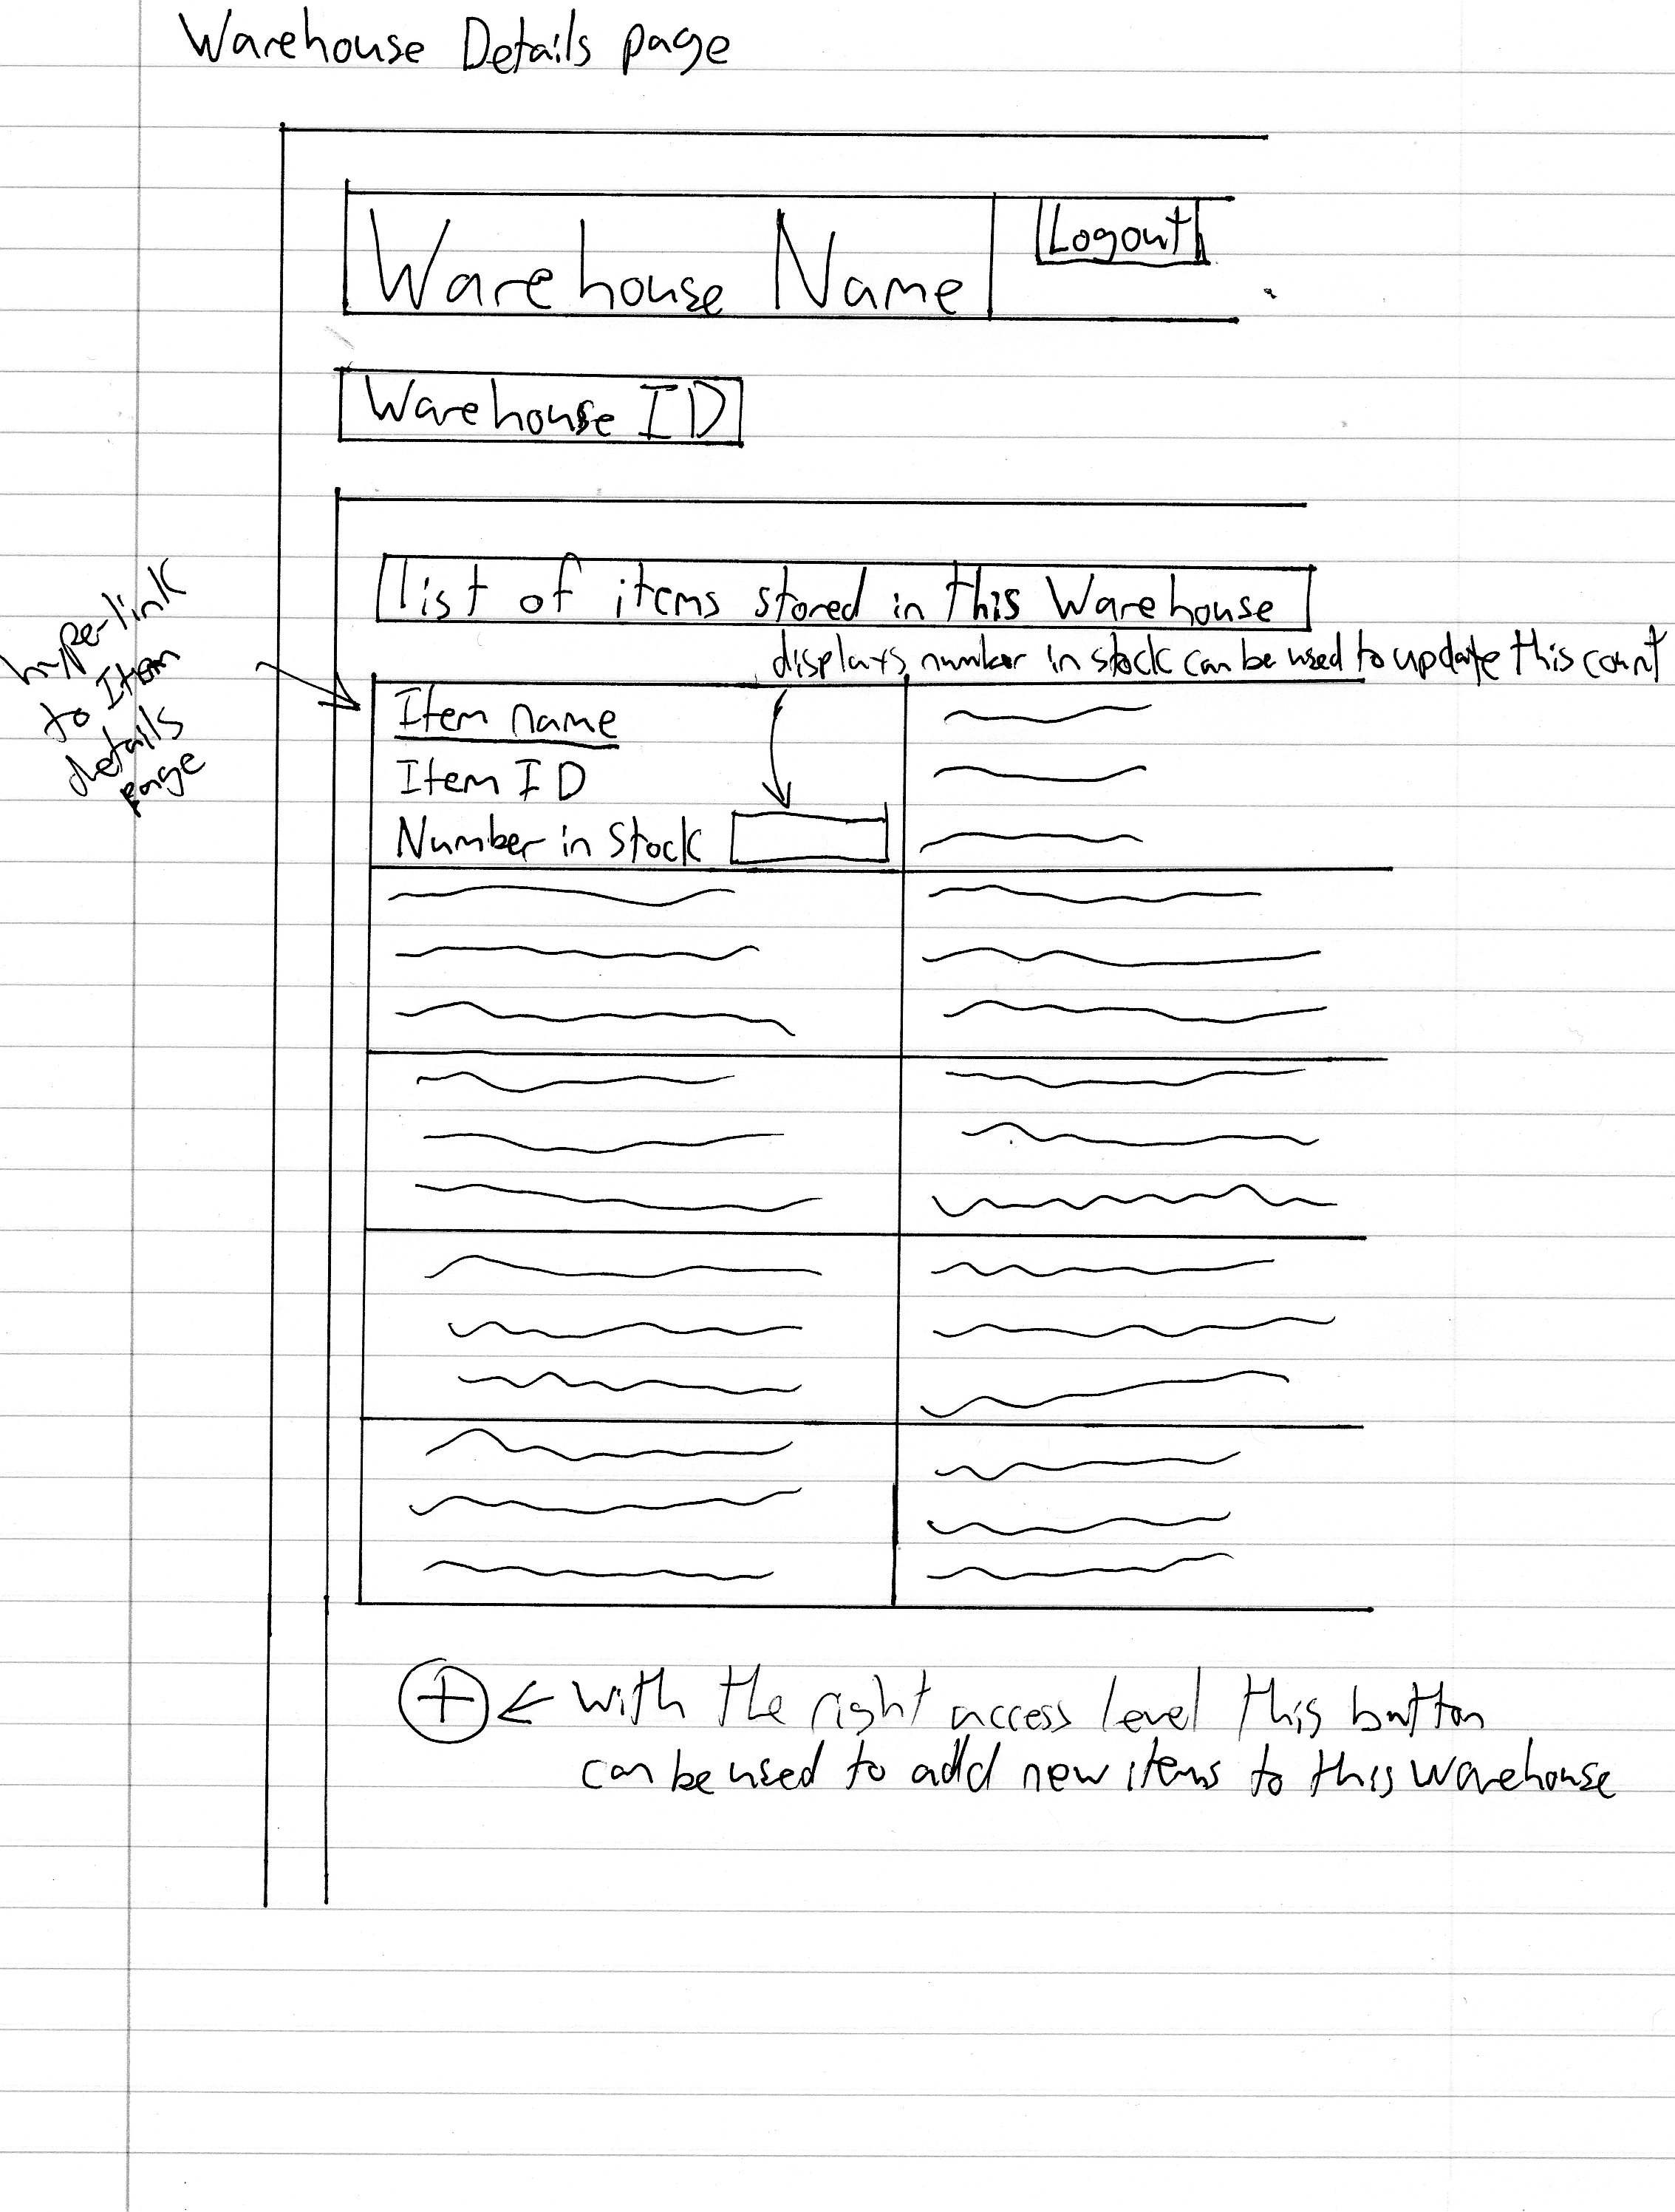 Warehouse Details page
Warehouse Name
Logout
Warehouse ID
list of items stored in this Warehouse
displays number in stock can be used to update this count
hyperlink
to Item
details
page
Item name
Item ID
Number in Stock
+ ← with the right access level this button
can be used to add new items to this warehouse